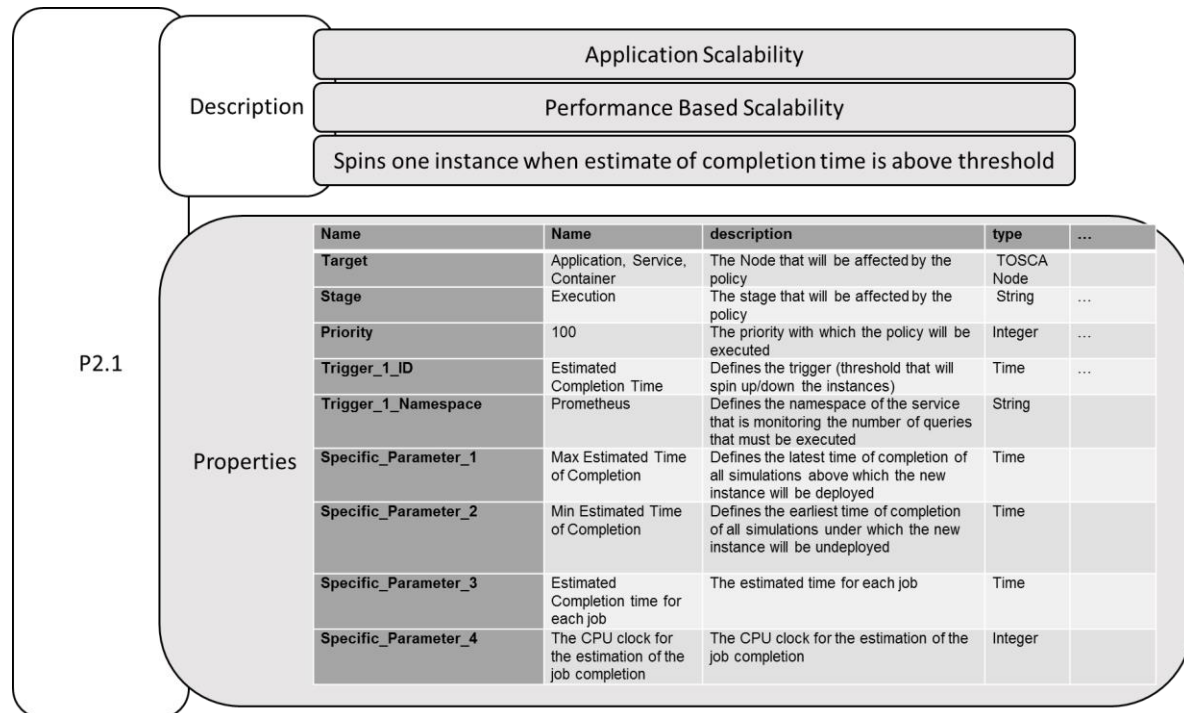 P2.1
Description
Application Scalability
Performance Based Scalability
Spins one instance when estimate of completion time is above threshold
Properties
Name Name description type ...
Target Application, Service, The Node that will be affected by the TOSCA
Container policy Node
Stage Execution The stage that will be affected by the String ...
policy
Priority 100 The priority with which the policy will be Integer ...
executed
Trigger_1_ID Estimated Defines the trigger (threshold that will Time ...
Completion Time spin up/down the instances)
Trigger_1_Namespace Prometheus Defines the namespace of the service String
that is monitoring the number of queries
that must be executed
Specific_Parameter_1 Max Estimated Time Defines the latest time of completion of Time
of Completion all simulations above which the new
instance will be deployed
Specific_Parameter_2 Min Estimated Time Defines the earliest time of completion Time
of Completion of all simulations under which the new
instance will be undeployed
Specific_Parameter_3 Estimated The estimated time for each job Time
Completion time for
each job
Specific_Parameter_4 The CPU clock for The CPU clock for the estimation of the Integer
the estimation of the job completion
job completion